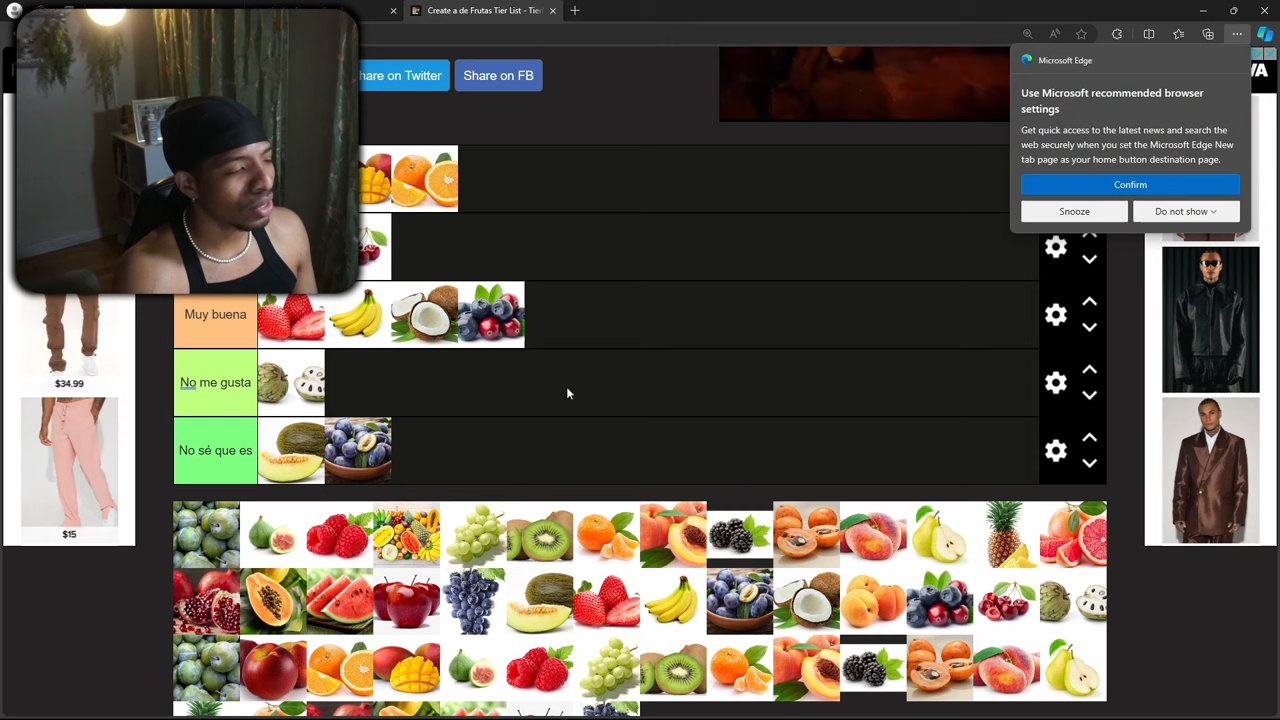 Create a de Frutas Tier List - Tier
hare on Twitter
Share on FB
Microsoft Edge
Use Microsoft recommended browser
settings
Get quick access to the latest news and search the
web securely when you set the Microsoft Edge New
tab page as your home button destination page.
Confirm
Snooze
Do not show
VA
Muy buena
No me gusta
No sé que es
$34.99
$15